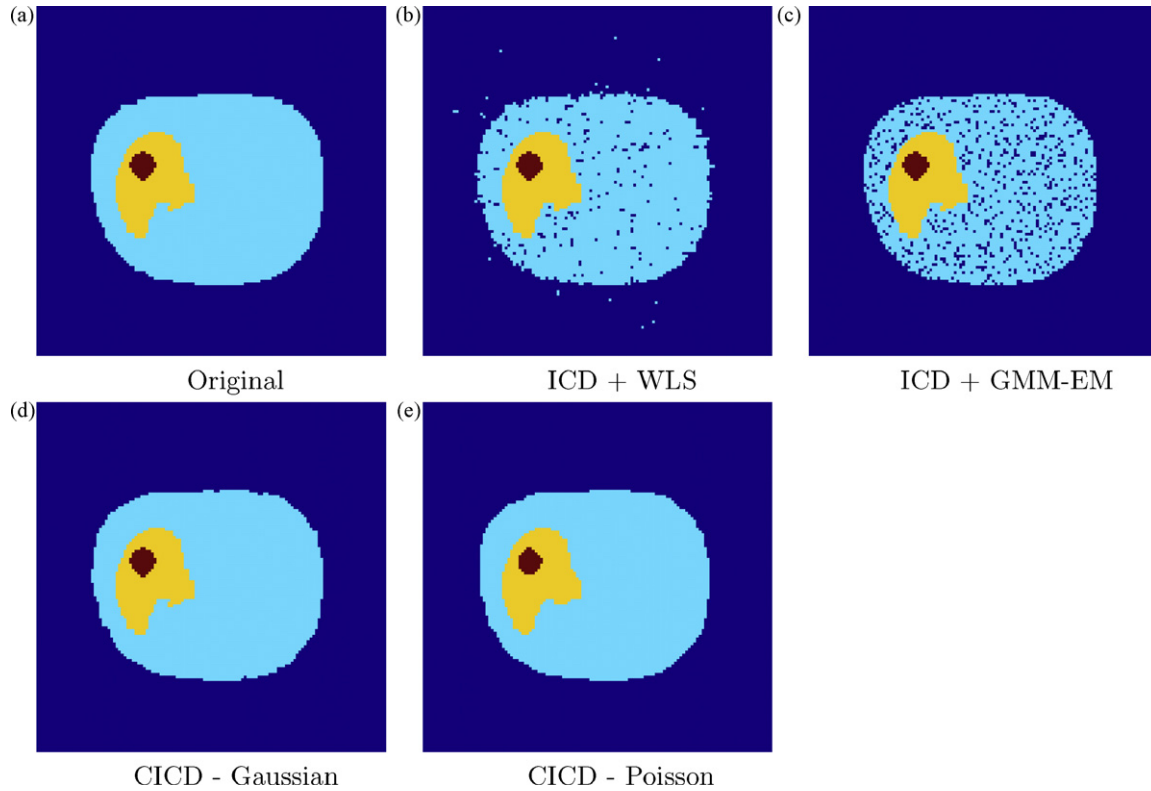 (a)
(b)
(c)
Original
ICD + WLS
ICD + GMM-EM
(d)
(e)
CICD - Gaussian
CICD - Poisson